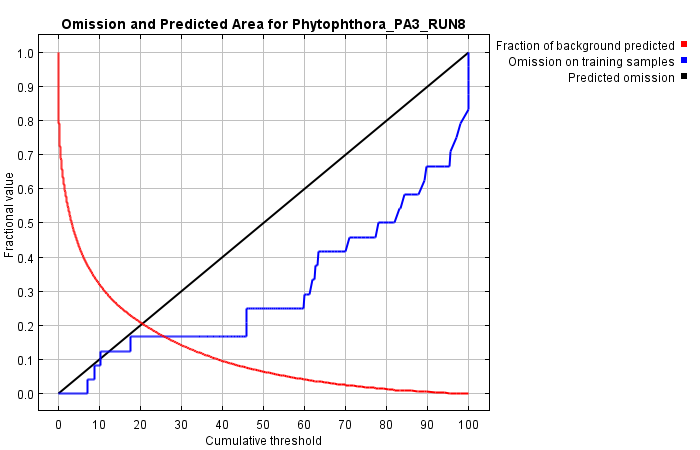 Omission and Predicted Area for Phytophthora_PA3_RUN8
Fraction of background predicted
Omission on training samples
Predicted omission
Fractional value
1.0
0.9
0.8
0.7
0.6
0.5
0.4
0.3
0.2
0.1
0.0
0 10 20 30 40 50 60 70 80 90 100
Cumulative threshold